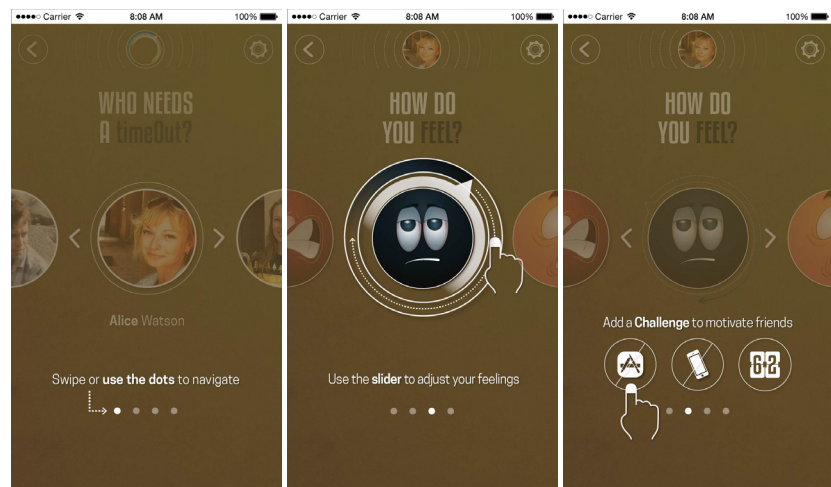 Carrier 8:08 AM 100%
WHO NEEDS
A timeOut?
Alice Watson
Swipe or use the dots to navigate
Carrier 8:08 AM 100%
HOW DO
YOU FEEL?
Use the slider to adjust your feelings
Carrier 8:08 AM 100%
HOW DO
YOU FEEL?
Add a Challenge to motivate friends
62